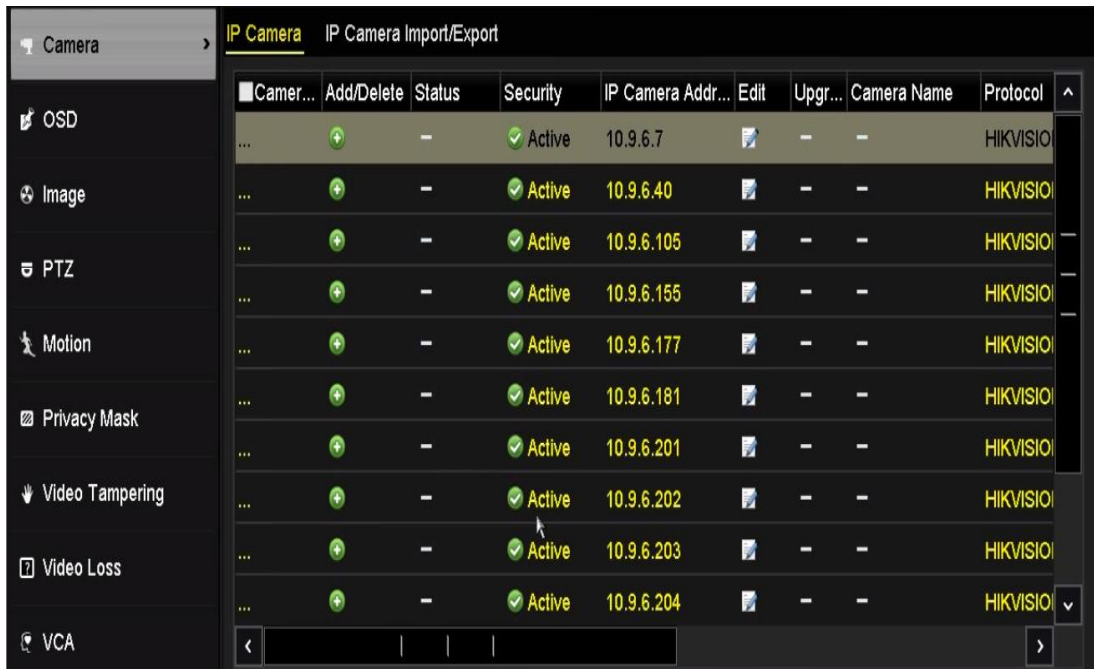 Camera
OSD
Image
PTZ
Motion
Privacy Mask
Video Tampering
Video Loss
VCA
IP Camera IP Camera Import/Export
Camer... Add/Delete Status Security IP Camera Addr... Edit Upgr... Camera Name Protocol
... – Active 10.9.6.7 – – HIKVISIO
... – Active 10.9.6.40 – – HIKVISIO
... – Active 10.9.6.105 – – HIKVISIO
... – Active 10.9.6.155 – – HIKVISIO
... – Active 10.9.6.177 – – HIKVISIO
... – Active 10.9.6.181 – – HIKVISIO
... – Active 10.9.6.201 – – HIKVISIO
... – Active 10.9.6.202 – – HIKVISIO
... – Active 10.9.6.203 – – HIKVISIO
... – Active 10.9.6.204 – – HIKVISIO